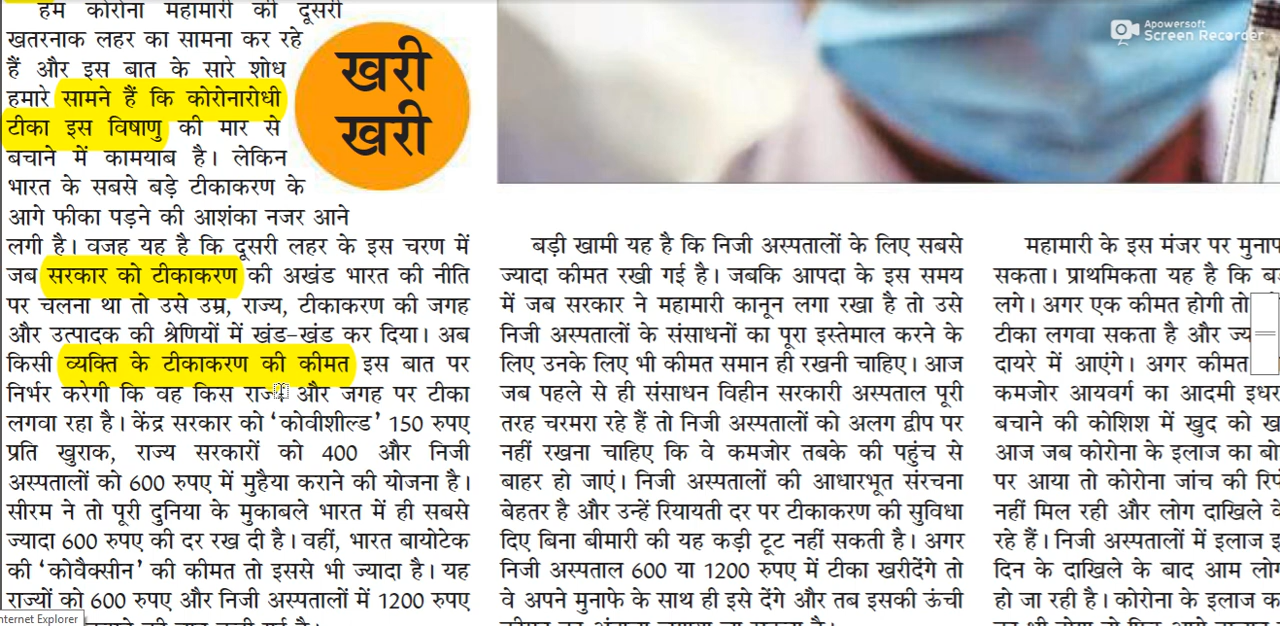 हम कोरोना महामारी की दूसरी
खतरनाक लहर का सामना कर रहे
हैं और इस बात के सारे शोध
हमारे सामने हैं कि कोरोनारोधी
टीका इस विषाणु की मार से
बचाने में कामयाब है। लेकिन
भारत के सबसे बड़े टीकाकरण के
आगे फीका पड़ने की आशंका नजर आने
लगी है। वजह यह है कि दूसरी लहर के इस चरण में
जब सरकार को टीकाकरण की अखंड भारत की नीति
पर चलना था तो उसे उम्र, राज्य, टीकाकरण की जगह
और उत्पादक की श्रेणियों में खंड-खंड कर दिया। अब
किसी व्यक्ति के टीकाकरण की कीमत इस बात पर
निर्भर करेगी कि वह किस राज्य और जगह पर टीका
लगवा रहा है। केंद्र सरकार को ‘कोवीशील्ड’ 150 रुपए
प्रति खुराक, राज्य सरकारों को 400 और निजी
अस्पतालों को 600 रुपए में मुहैया कराने की योजना है।
सीरम ने तो पूरी दुनिया के मुकाबले भारत में ही सबसे
ज्यादा 600 रुपए की दर रख दी है। वहीं, भारत बायोटेक
की ‘कोवैक्सीन’ की कीमत तो इससे भी ज्यादा है। यह
राज्यों को 600 रुपए और निजी अस्पतालों में 1200 रुपए
खरी
खरी
बड़ी खामी यह है कि निजी अस्पतालों के लिए सबसे
ज्यादा कीमत रखी गई है। जबकि आपदा के इस समय
में जब सरकार ने महामारी कानून लगा रखा है तो उसे
निजी अस्पतालों के संसाधनों का पूरा इस्तेमाल करने के
लिए उनके लिए भी कीमत समान ही रखनी चाहिए। आज
जब पहले से ही संसाधन विहीन सरकारी अस्पताल पूरी
तरह चरमरा रहे हैं तो निजी अस्पतालों को अलग द्वीप पर
नहीं रखना चाहिए कि वे कमजोर तबके की पहुंच से
बाहर हो जाएं। निजी अस्पतालों की आधारभूत संरचना
बेहतर है और उन्हें रियायती दर पर टीकाकरण की सुविधा
दिए बिना बीमारी की यह कड़ी टूट नहीं सकती है। अगर
निजी अस्पताल 600 या 1200 रुपए में टीका खरीदेंगे तो
वे अपने मुनाफे के साथ ही इसे देंगे और तब इसकी ऊंची
महामारी के इस मंजर पर मुनाप
सकता। प्राथमिकता यह है कि
लगे। अगर एक कीमत होगी तो
टीका लगवा सकता है और ज्य
दायरे में आएंगे। अगर कीमत
कमजोर आयवर्ग का आदमी इधर
बचाने की कोशिश में खुद को ख
आज जब कोरोना के इलाज का बो
पर आया तो कोरोना जांच की रिप
नहीं मिल रही और लोग दाखिले के
रहे हैं। निजी अस्पतालों में इलाज इ
दिन के दाखिले के बाद आम लोग
हो जा रही है। कोरोना के इलाज क
Apowersoft
Screen Recorder
nternet Explorer